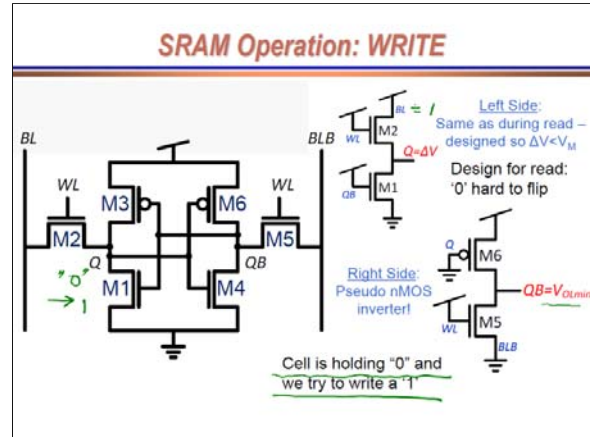 SRAM Operation: WRITE
BL
BLB
WL
WL
M3
M6
M2
M5
Q
QB
M1
M4
"0"
→ 1
BL = 1
WL
M2
Q=ΔV
QB
M1
Left Side:
Same as during read –
designed so ΔV<VM
Design for read:
'0' hard to flip
Right Side:
Pseudo nMOS
inverter!
Q
M6
QB=VOLmin
WL
M5
BLB
Cell is holding "0" and
we try to write a '1'